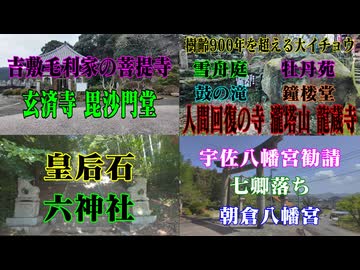 吉敷毛利家の菩提寺
玄済寺 毘沙門堂
樹齢900年を超える大イチョウ
雪舟庭 牡丹苑
鼓の滝 鐘楼堂
人間回復の寺 瀧塔山 龍蔵寺
皇后石
六神社
宇佐八幡宮勧請
七卿落ち
朝倉八幡宮